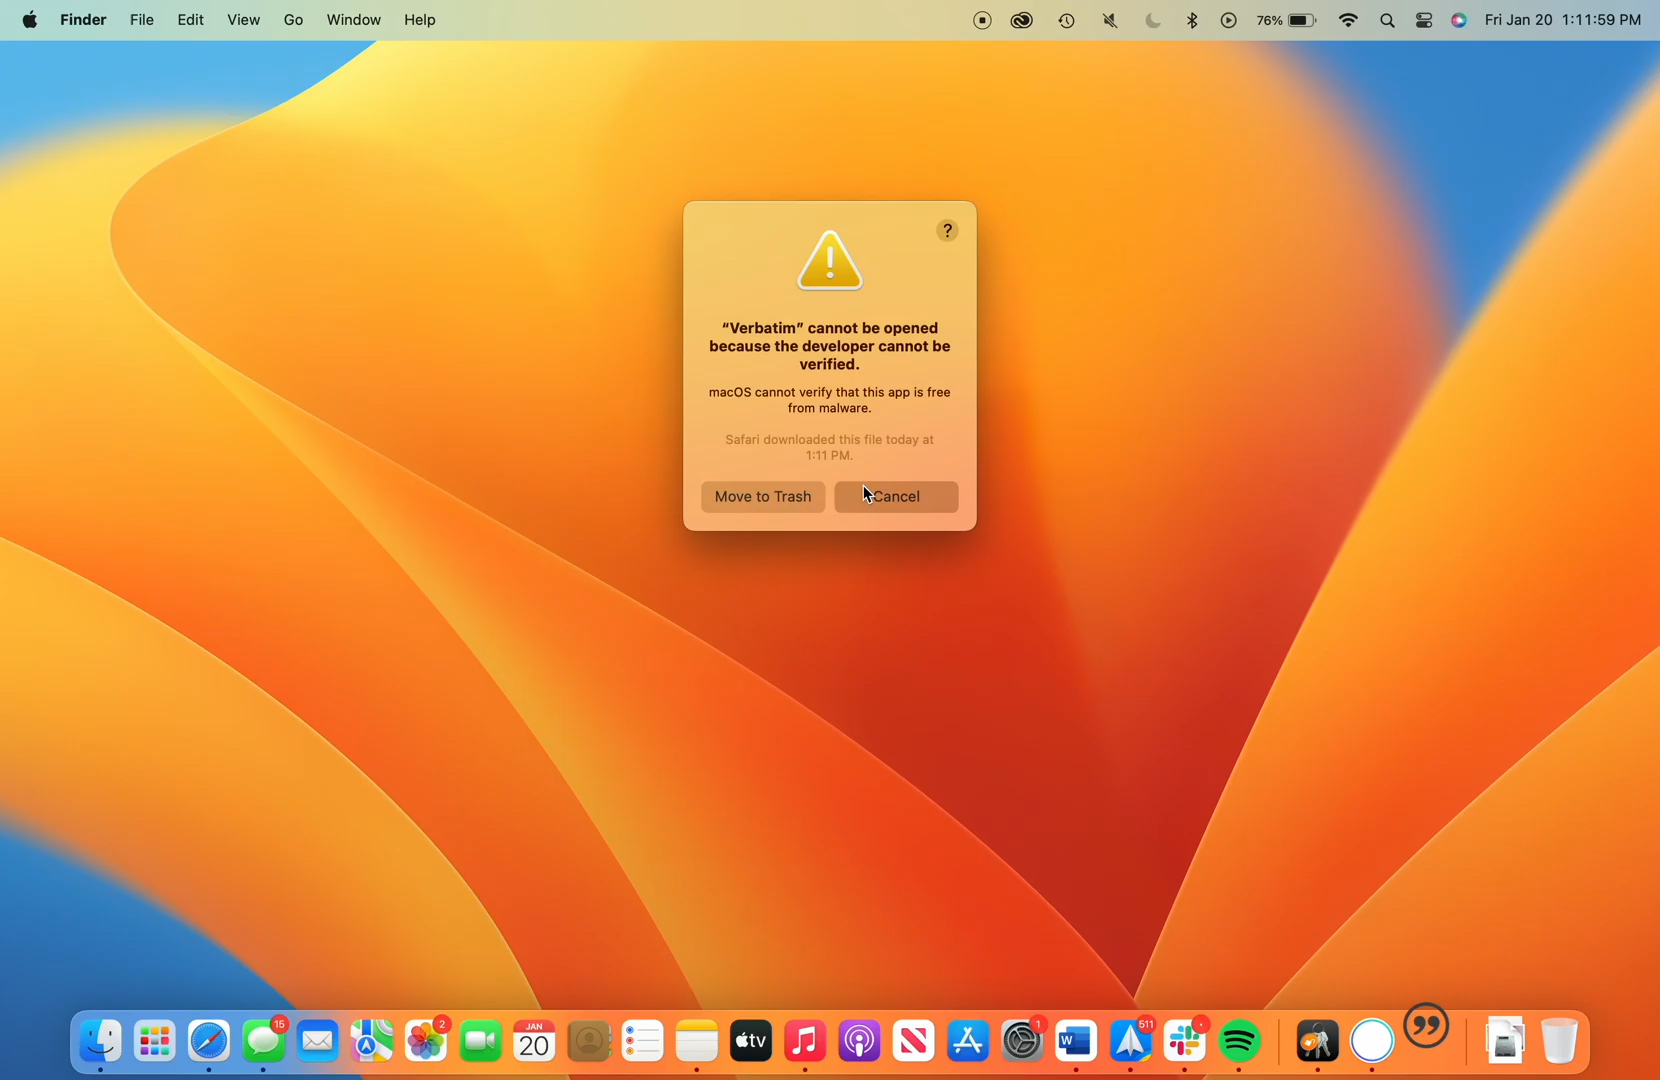 Finder File Edit View Go Window Help 76% Fri Jan 20 1:11:59 PM
?
“Verbatim” cannot be opened
because the developer cannot be
verified.
macOS cannot verify that this app is free
from malware.
Safari downloaded this file today at
1:11 PM.
Move to Trash Cancel
15 2 JAN 20 tv 1 W 511